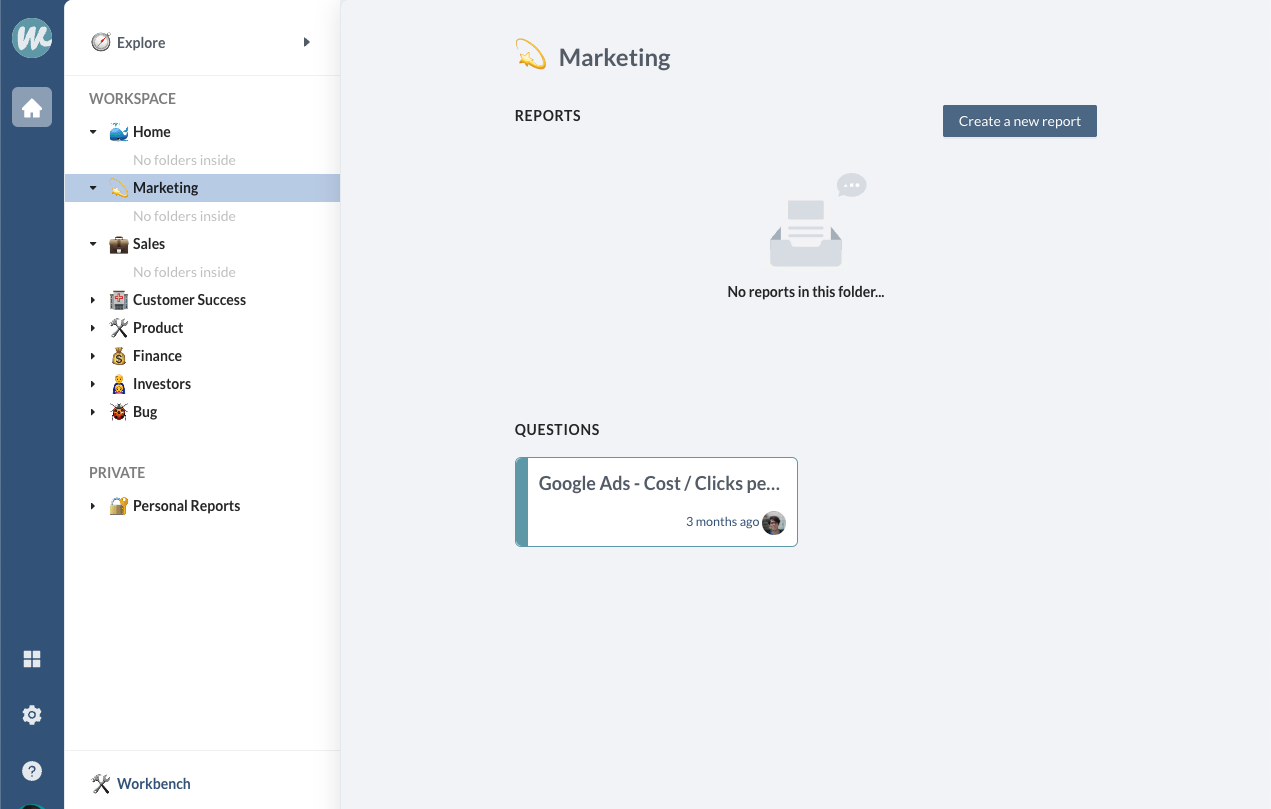 Explore
WORKSPACE
Home
No folders inside
Marketing
No folders inside
Sales
No folders inside
Customer Success
Product
Finance
Investors
Bug
PRIVATE
Personal Reports
Workbench
Marketing
REPORTS
Create a new report
No reports in this folder...
QUESTIONS
Google Ads - Cost / Clicks pe...
3 months ago